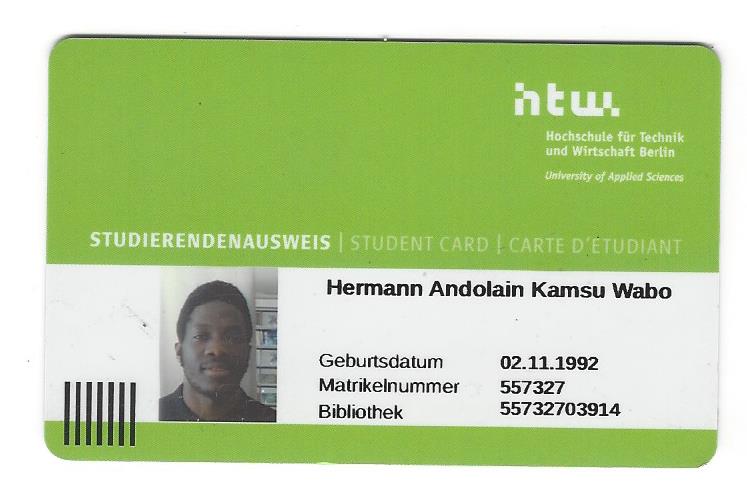 htw.
Hochschule für Technik
und Wirtschaft Berlin
University of Applied Sciences
STUDIERENDENAUSWEIS | STUDENT CARD | CARTE D'ÉTUDIANT
Hermann Andolain Kamsu Wabo
Geburtsdatum 02.11.1992
Matrikelnummer 557327
Bibliothek 55732703914